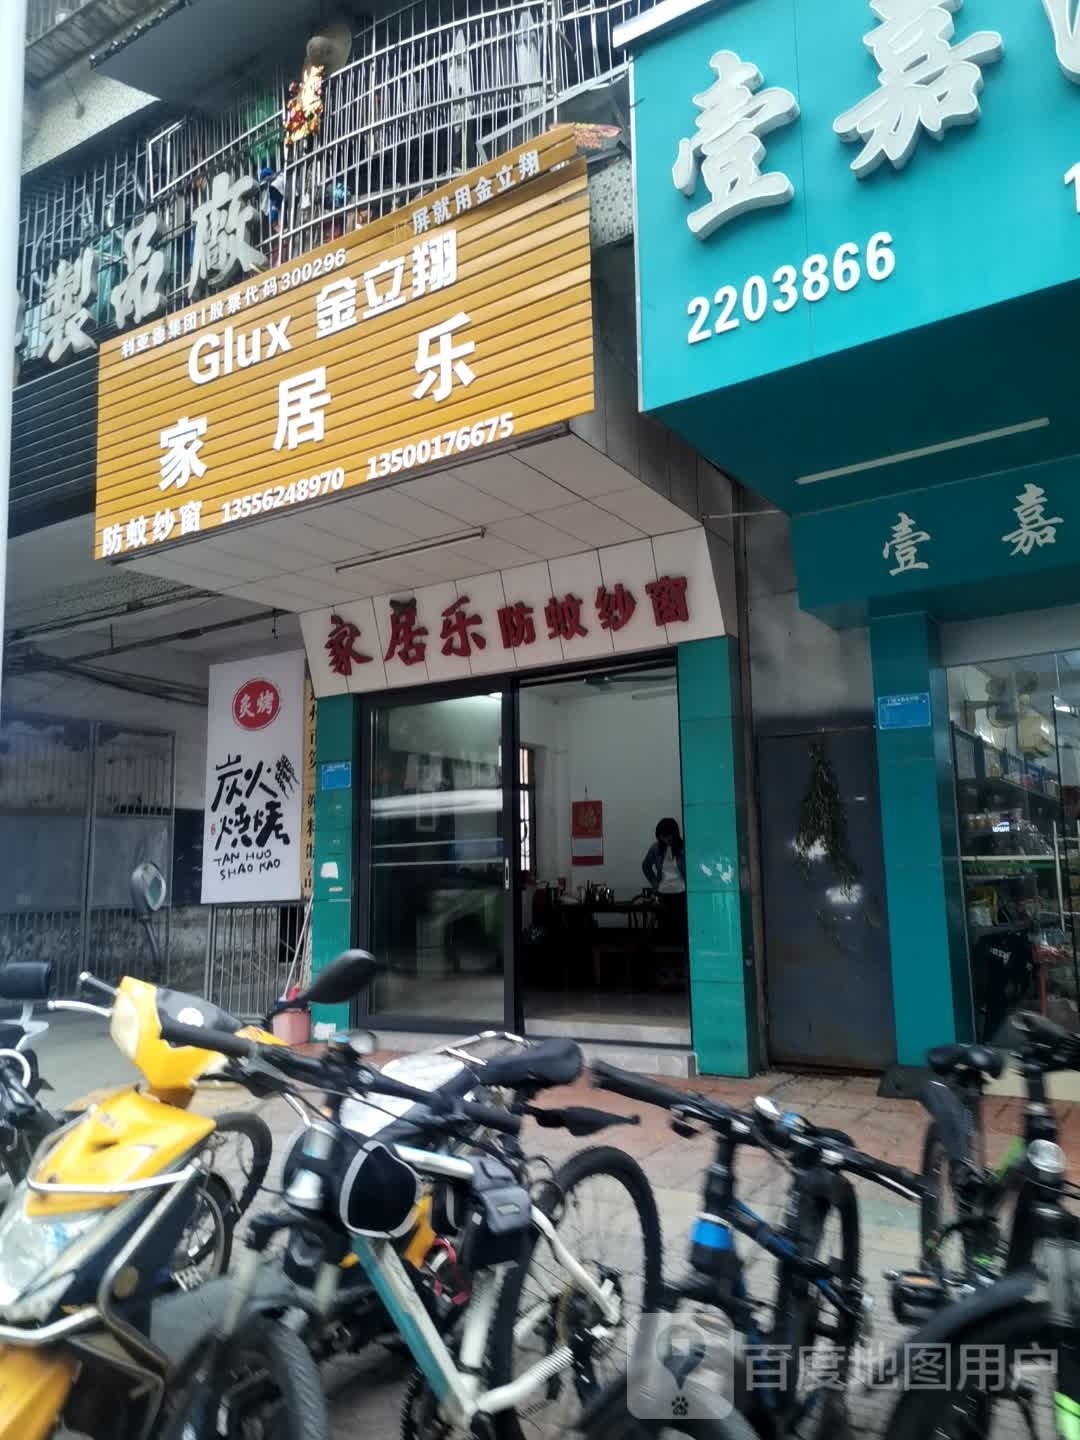 製品廠
屏就用金立翔
利亚德集团|股票代码300296
Glux 金立翔
家居乐
防蚊纱窗 13556248970 13500176675
壹嘉
2203866
壹嘉
家居乐防蚊纱窗
炙烤
炭火
烧烤
TAN HUO
SHAO KAO
百度地图用户